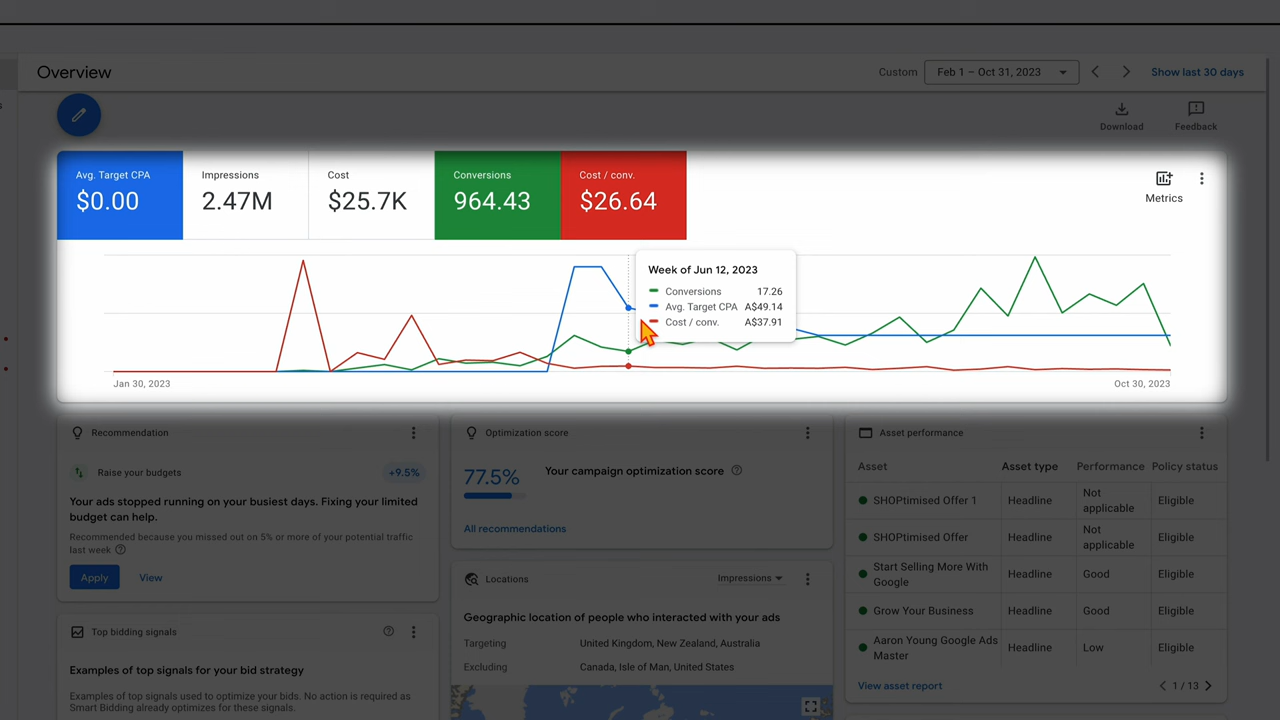 Overview
Custom
Feb 1 – Oct 31, 2023
Show last 30 days
Download
Feedback
Avg. Target CPA
$0.00
Impressions
2.47M
Cost
$25.7K
Conversions
964.43
Cost / conv.
$26.64
Metrics
Week of Jun 12, 2023
Conversions 17.26
Avg. Target CPA A$49.14
Cost / conv. A$37.91
Jan 30, 2023
Oct 30, 2023
Recommendation
Raise your budgets
+9.5%
Your ads stopped running on your busiest days. Fixing your limited
budget can help.
Recommended because you missed out on 5% or more of your potential traffic
last week
Apply
View
Top bidding signals
Examples of top signals for your bid strategy
Examples of top signals used to optimize your bids. No action is required as
Smart Bidding already optimizes for these signals.
Optimization score
77.5%
Your campaign optimization score
All recommendations
Locations
Impressions
Geographic location of people who interacted with your ads
Targeting United Kingdom, New Zealand, Australia
Excluding Canada, Isle of Man, United States
Asset performance
Asset Asset type Performance Policy status
SHOPtimised Offer 1 Headline Not applicable Eligible
SHOPtimised Offer Headline Not applicable Eligible
Start Selling More With Google Headline Good Eligible
Grow Your Business Headline Good Eligible
Aaron Young Google Ads Master Headline Low Eligible
View asset report
1 / 13